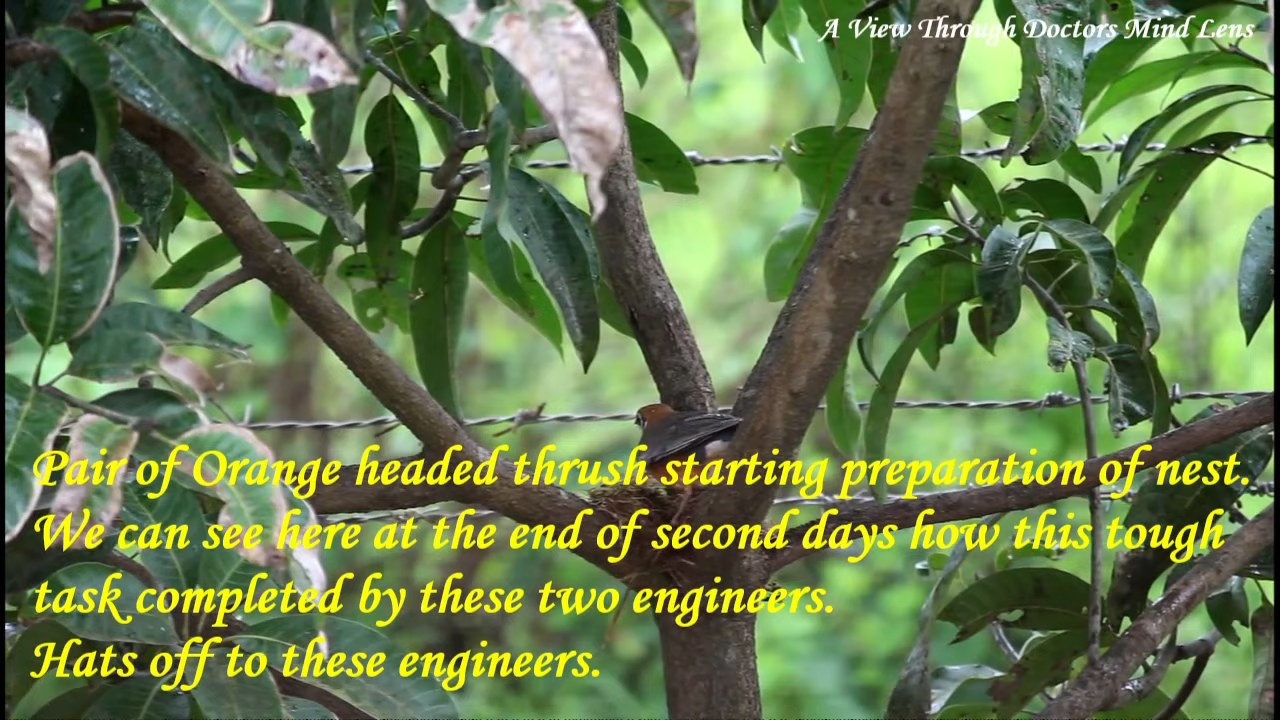 A View Through Doctors Mind Lens
Pair of Orange headed thrush starting preparation of nest.
We can see here at the end of second days how this tough
task completed by these two engineers.
Hats off to these engineers.